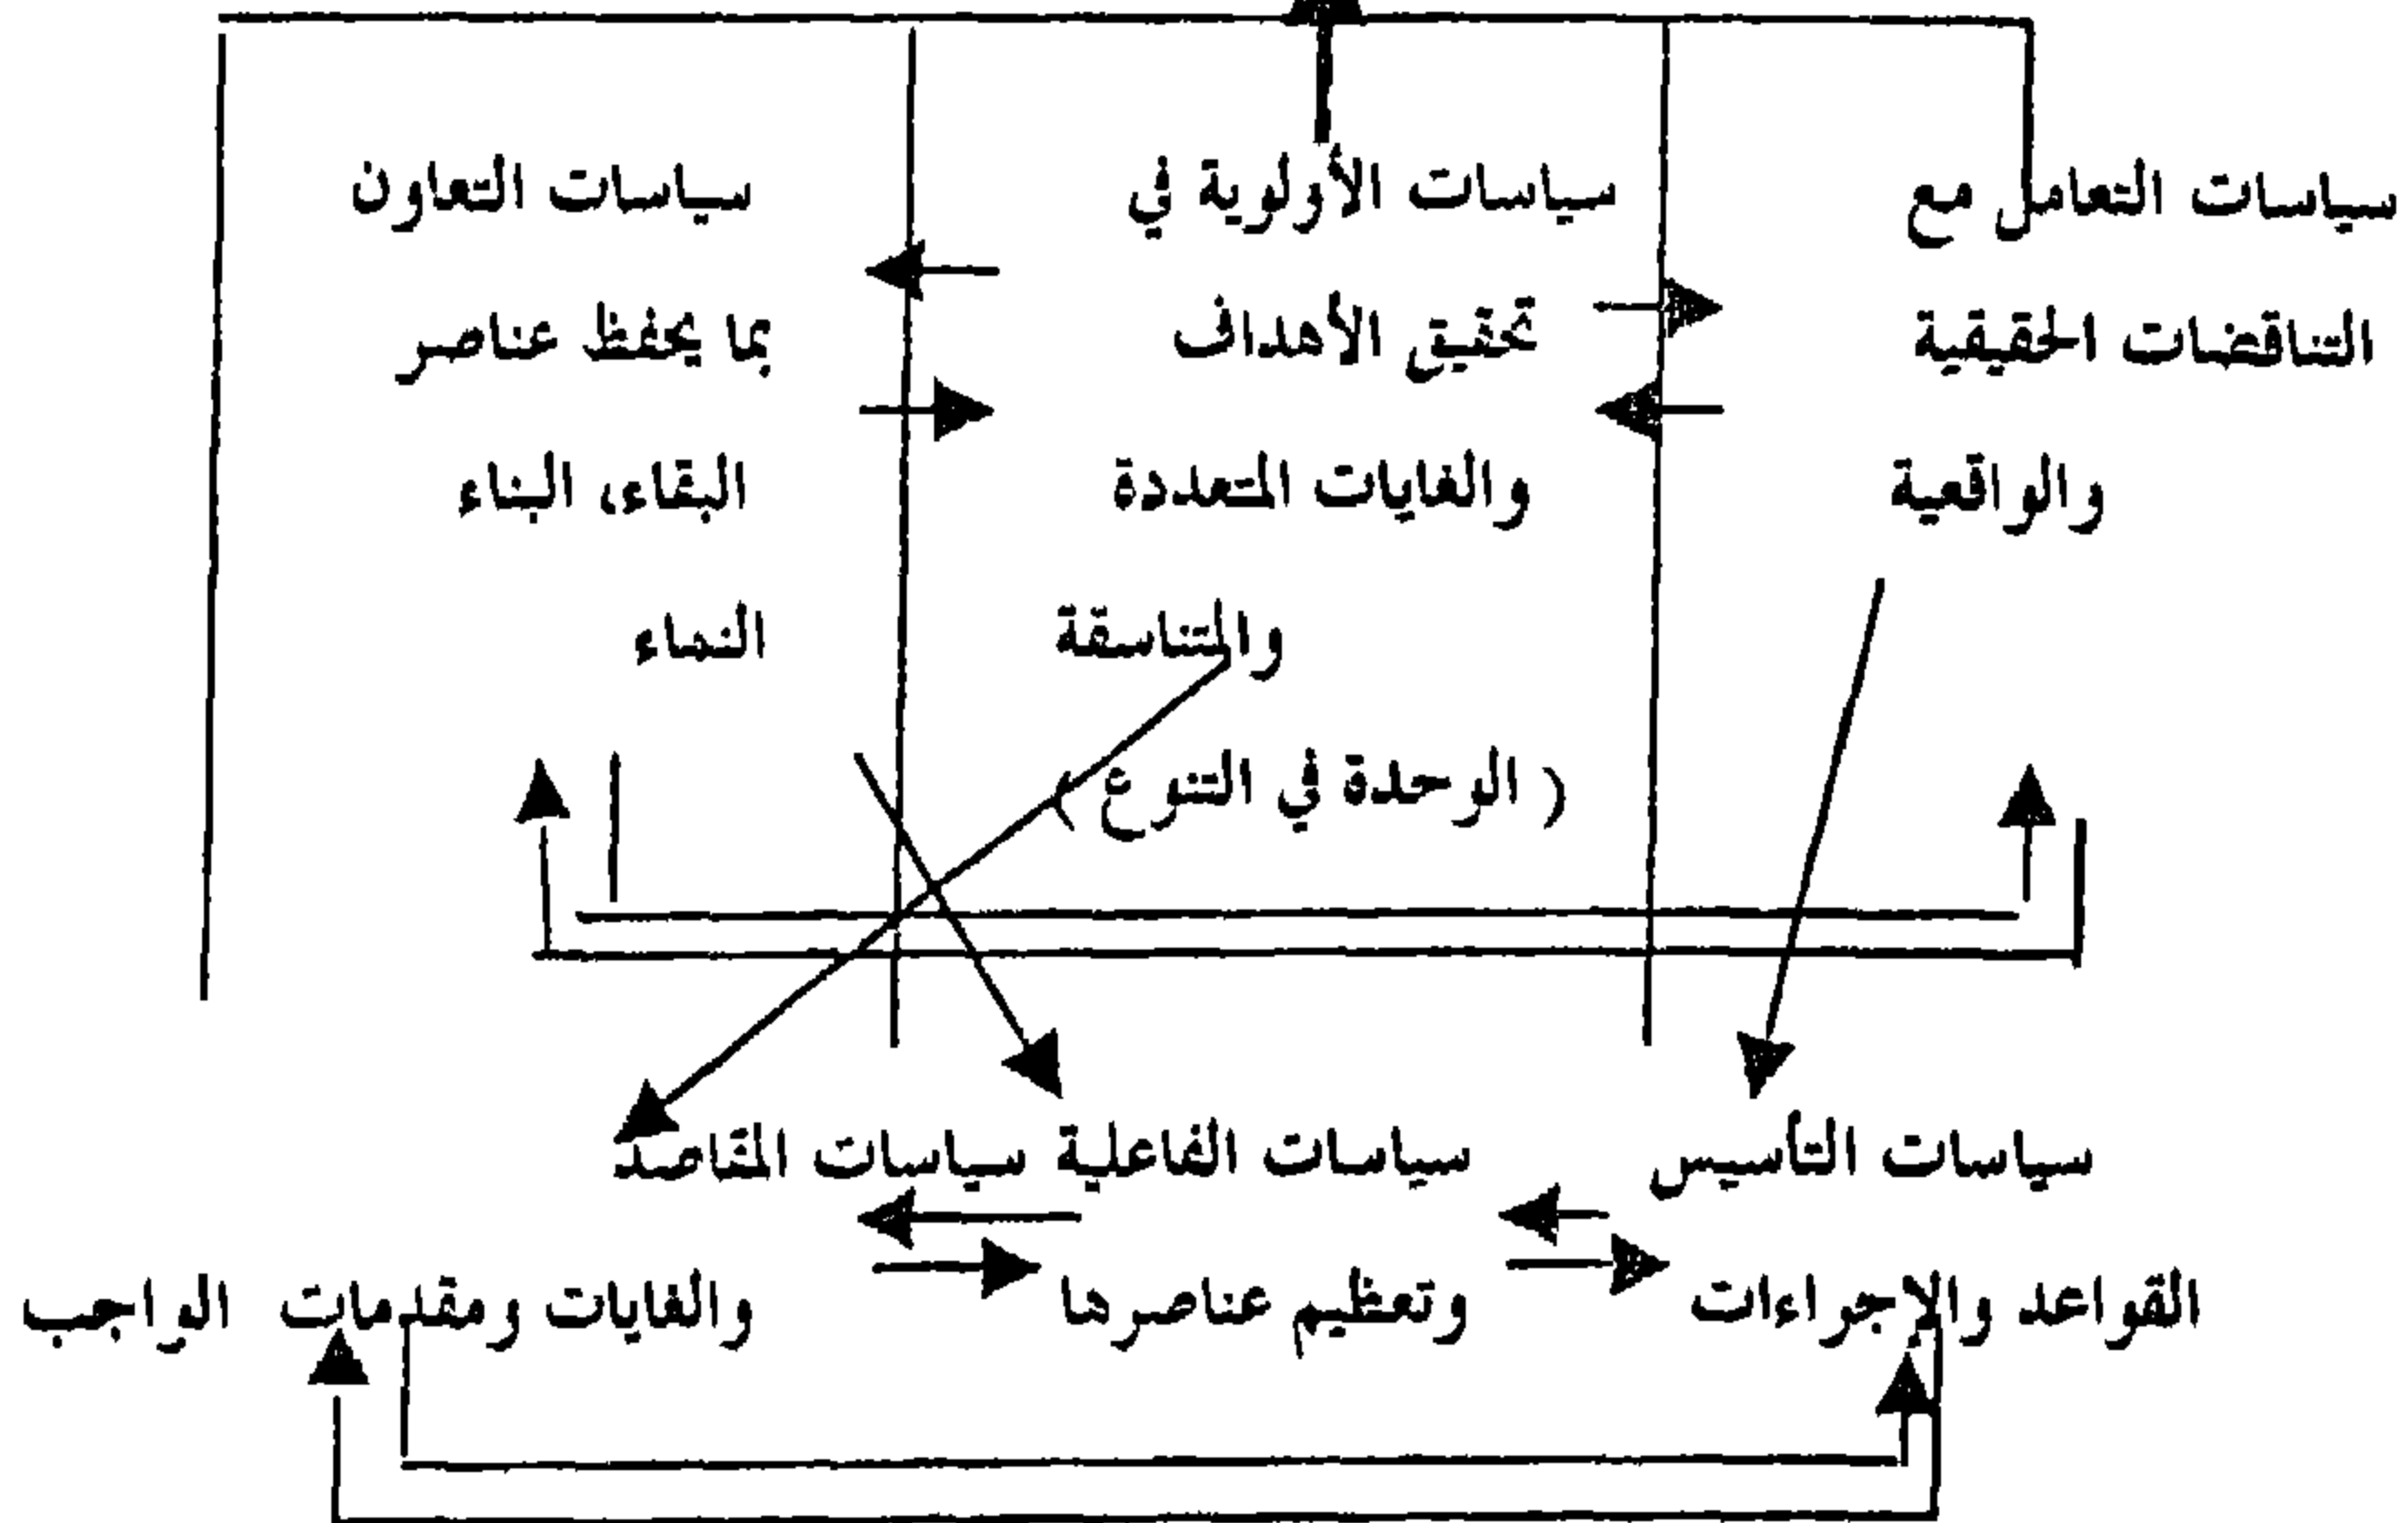 سياسات التعامل مع
التناقضات الحقيقية
والواقعية
سياسات الأولوية في
تحقيق الأهداف
والغايات المتعددة
والمتناسقة
( الوحدة في التنوع )
سياسات التعاون
بما يحفظ عناصر
البقاء، البناء
النماء
سياسات التأسيس
القواعد والإجراءات
سياسات الفاعلية
وتعظيم عناصرها
سياسات المقاصد
والغايات ومقدمات الواجب